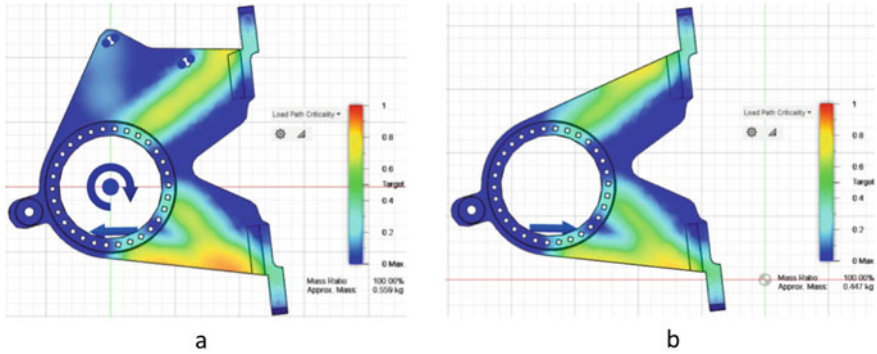 Load Path Criticality
1
0.8
0.6
Target
0.4
0.2
0 Max
Mass Ratio: 100.00%
Approx. Mass: 0.559 kg
a
Load Path Criticality
1
0.8
0.6
Target
0.4
0.2
0 Max
Mass Ratio: 100.00%
Approx. Mass: 0.447 kg
b